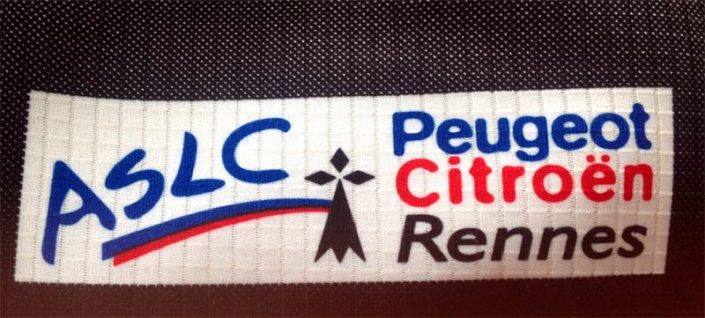 ASLC
Peugeot
Citroën
Rennes